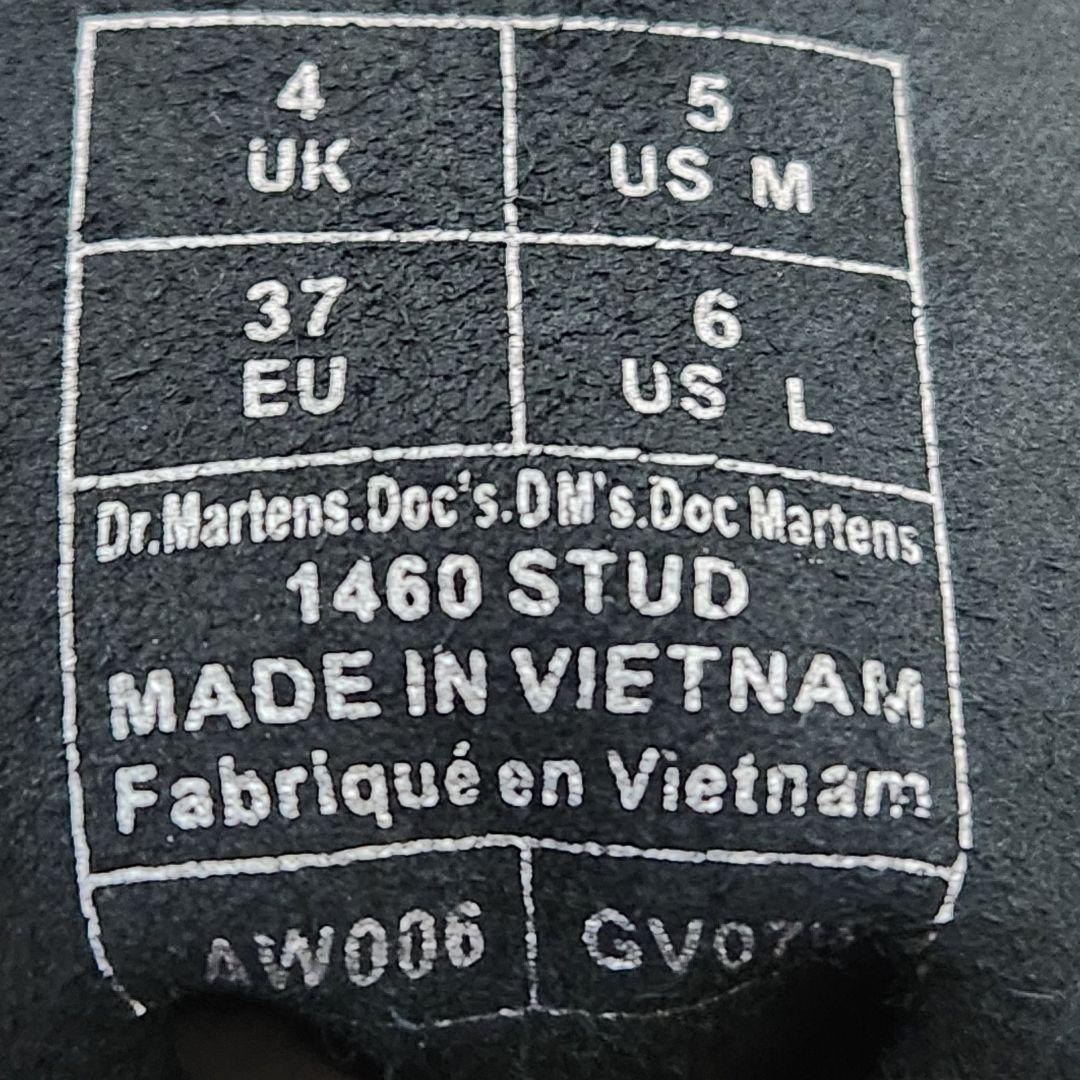 4
UK
5
US M
37
EU
6
US L
Dr.Martens.Doc's.DM's.Doc Martens
1460 STUD
MADE IN VIETNAM
Fabriqué en Vietnam
AW006